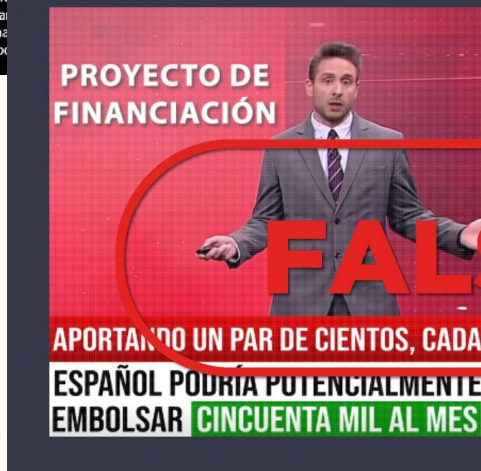 PROYECTO DE
FINANCIACIÓN
FALS
APORTANDO UN PAR DE CIENTOS, CADA
ESPAÑOL PODRÍA POTENCIALMENTE
EMBOLSAR CINCUENTA MIL AL MES